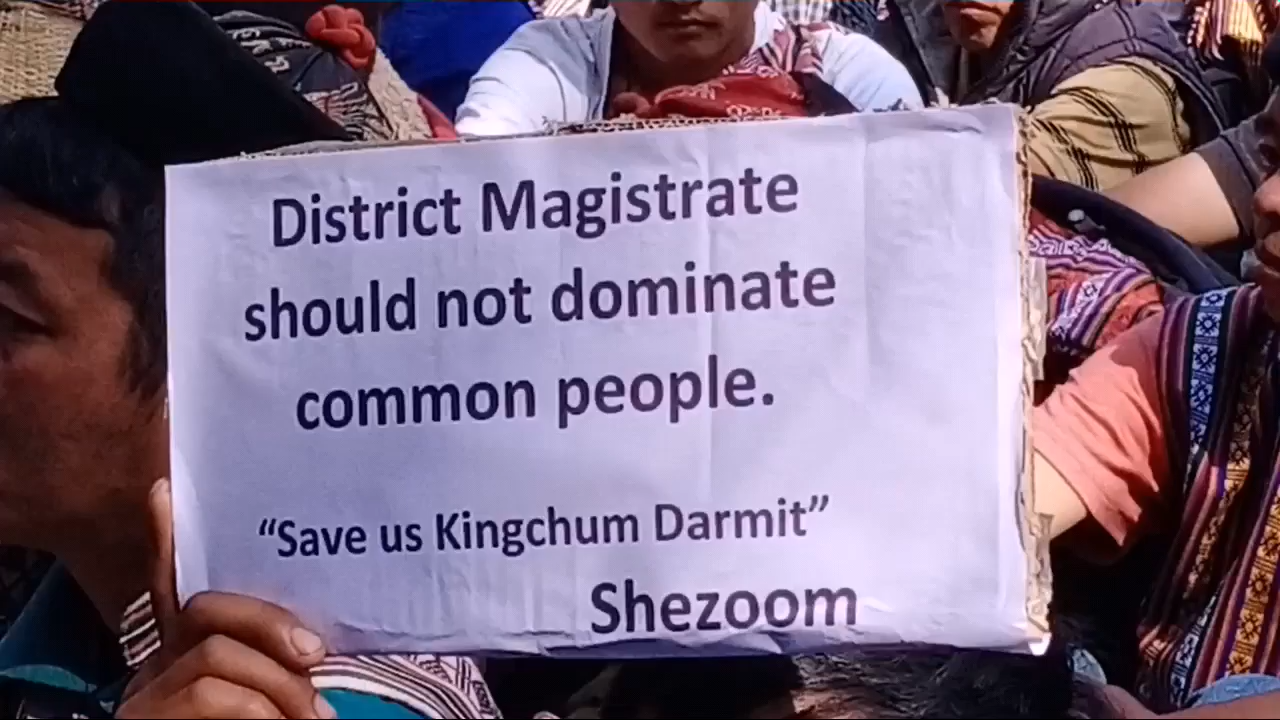 District Magistrate
should not dominate
common people.
“Save us Kingchum Darmit”
Shezoom